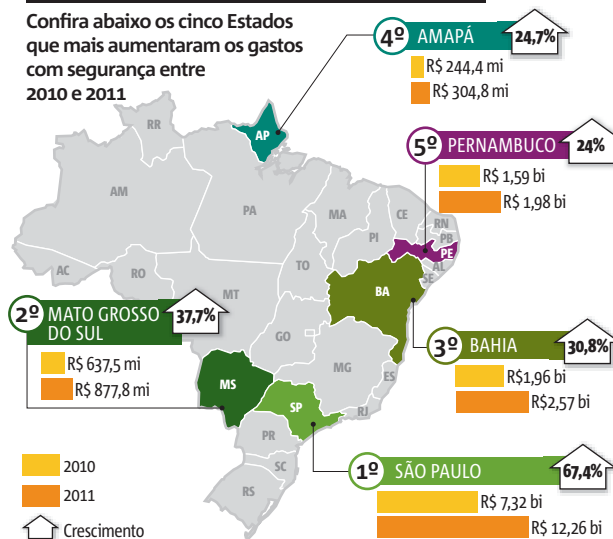 Confira abaixo os cinco Estados
que mais aumentaram os gastos
com segurança entre
2010 e 2011
4º AMAPÁ 24,7%
R$ 244,4 mi
R$ 304,8 mi
5º PERNAMBUCO 24%
R$ 1,59 bi
R$ 1,98 bi
RR
AP
AM
PA
MA
CE
RN
PB
PI
PE
AL
SE
AC
RO
TO
BA
MT
2º MATO GROSSO
DO SUL 37,7%
R$ 637,5 mi
R$ 877,8 mi
GO
MG
ES
3º BAHIA 30,8%
R$1,96 bi
R$2,57 bi
MS
SP
RJ
PR
SC
RS
1º SÃO PAULO 67,4%
R$ 7,32 bi
R$ 12,26 bi
2010
2011
Crescimento